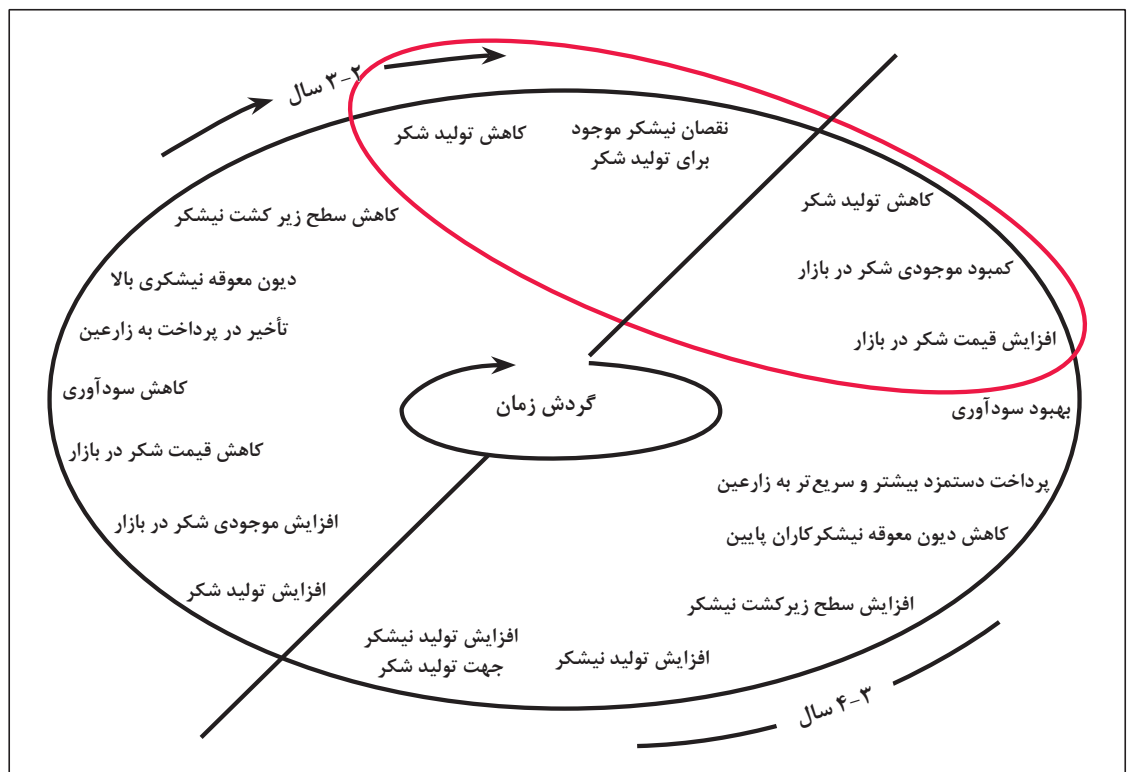 ۲-۳ سال
نقصان نیشکر موجود
برای تولید شکر
کاهش تولید شکر
کاهش تولید شکر
کاهش سطح زیر کشت نیشکر
کمبود موجودی شکر در بازار
دیون معوقه نیشکری بالا
تأخیر در پرداخت به زارعین
افزایش قیمت شکر در بازار
کاهش سودآوری
گردش زمان
بهبود سودآوری
کاهش قیمت شکر در بازار
پرداخت دستمزد بیشتر و سریع‌تر به زارعین
افزایش موجودی شکر در بازار
کاهش دیون معوقه نیشکرکاران پایین
افزایش تولید شکر
افزایش سطح زیرکشت نیشکر
افزایش تولید نیشکر
جهت تولید شکر
افزایش تولید نیشکر
۳-۴ سال